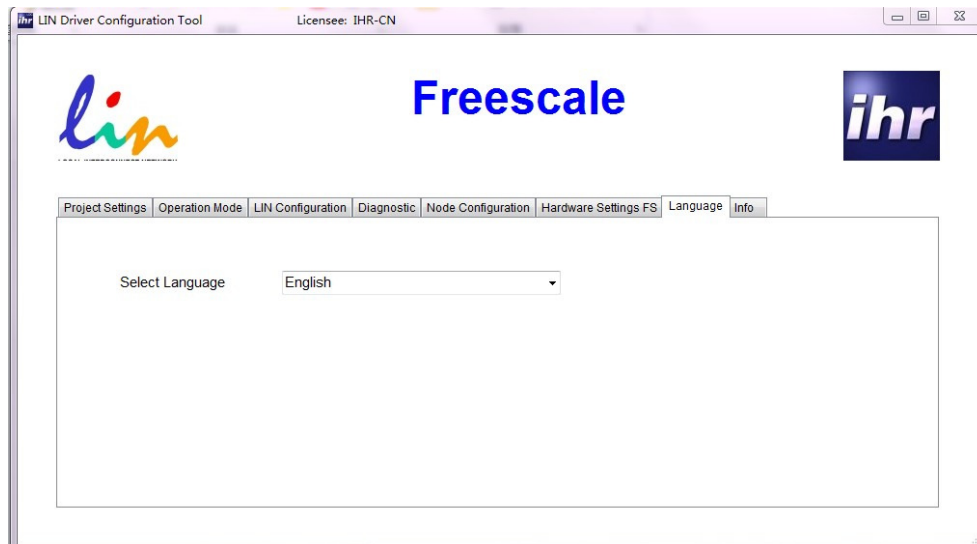 ihr LIN Driver Configuration Tool Licensee: IHR-CN
lin
Freescale
ihr
Project Settings Operation Mode LIN Configuration Diagnostic Node Configuration Hardware Settings FS Language Info
Select Language English